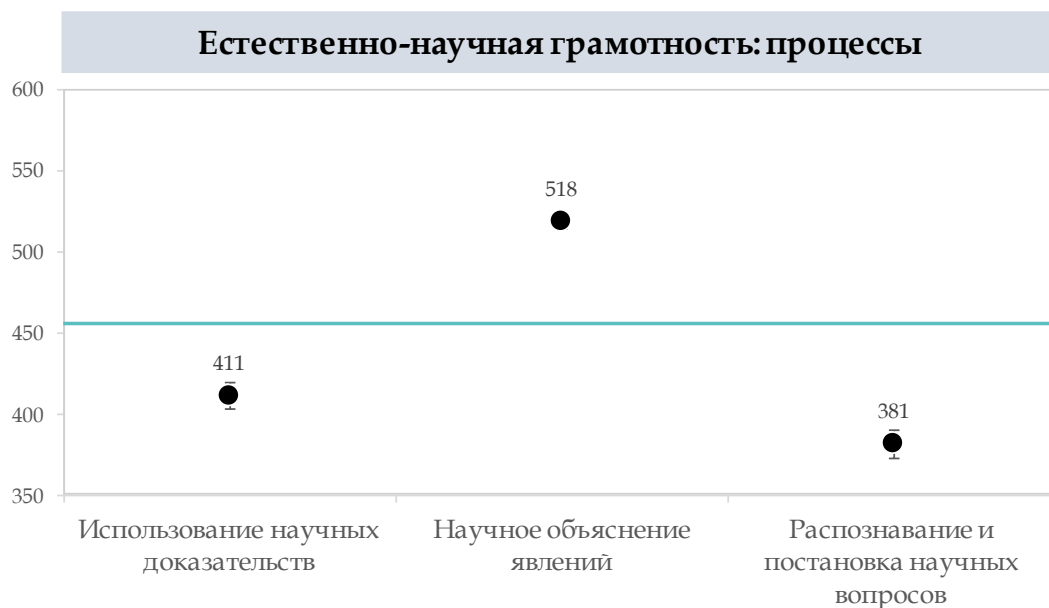 Естественно-научная грамотность: процессы
600
550
518
500
450
411
400
381
350
Использование научных
доказательств
Научное объяснение
явлений
Распознавание и
постановка научных
вопросов